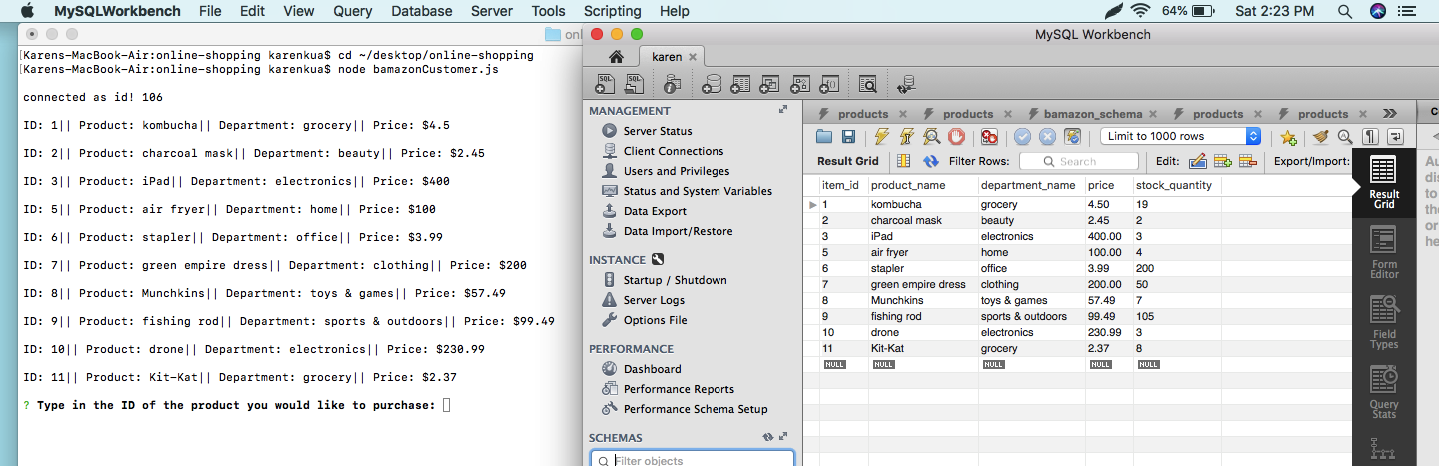 MySQLWorkbench File Edit View Query Database Server Tools Scripting Help 64% Sat 2:23 PM
[Karens-MacBook-Air:online-shopping karenkua$ cd ~/desktop/online-shopping
[Karens-MacBook-Air:online-shopping karenkua$ node bamazonCustomer.js
connected as id! 106
ID: 1|| Product: kombucha|| Department: grocery|| Price: $4.5
ID: 2|| Product: charcoal mask|| Department: beauty|| Price: $2.45
ID: 3|| Product: iPad|| Department: electronics|| Price: $400
ID: 5|| Product: air fryer|| Department: home|| Price: $100
ID: 6|| Product: stapler|| Department: office|| Price: $3.99
ID: 7|| Product: green empire dress|| Department: clothing|| Price: $200
ID: 8|| Product: Munchkins|| Department: toys & games|| Price: $57.49
ID: 9|| Product: fishing rod|| Department: sports & outdoors|| Price: $99.49
ID: 10|| Product: drone|| Department: electronics|| Price: $230.99
ID: 11|| Product: Kit-Kat|| Department: grocery|| Price: $2.37
? Type in the ID of the product you would like to purchase:
onl
MySQL Workbench
karen
MANAGEMENT
Server Status
Client Connections
Users and Privileges
Status and System Variables
Data Export
Data Import/Restore
INSTANCE
Startup / Shutdown
Server Logs
Options File
PERFORMANCE
Dashboard
Performance Reports
Performance Schema Setup
SCHEMAS
Filter objects
products products bamazon_schema products products
Limit to 1000 rows
Result Grid Filter Rows: Search Edit: Export/Import:
item_id product_name department_name price stock_quantity
1 kombucha grocery 4.50 19
2 charcoal mask beauty 2.45 2
3 iPad electronics 400.00 3
5 air fryer home 100.00 4
6 stapler office 3.99 200
7 green empire dress clothing 200.00 50
8 Munchkins toys & games 57.49 7
9 fishing rod sports & outdoors 99.49 105
10 drone electronics 230.99 3
11 Kit-Kat grocery 2.37 8
NULL NULL NULL NULL NULL
Result
Grid
Form
Editor
Field
Types
Query
Stats
Au
dis
to
the
or
he